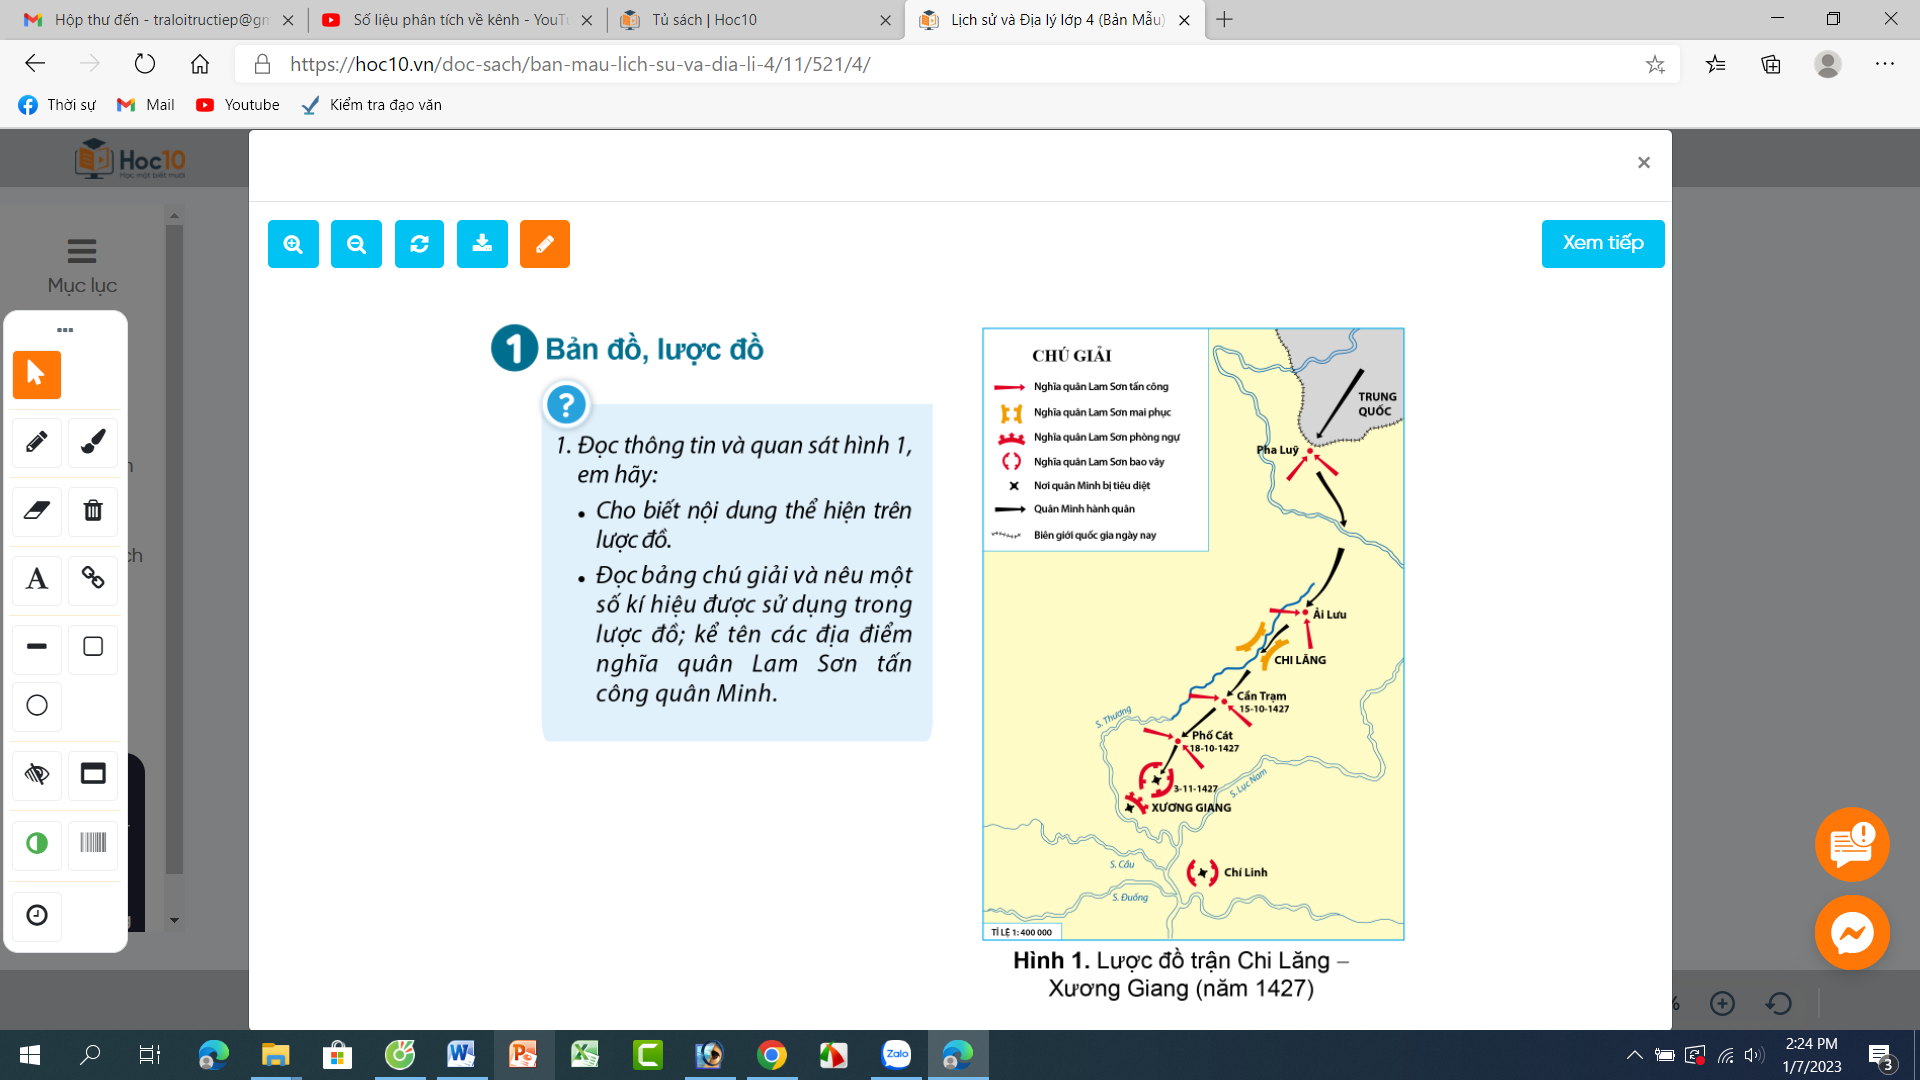 Hộp thư đến - traloitructiep@gm
Số liệu phân tích về kênh - YouTu
Tủ sách | Hoc10
Lịch sử và Địa lý lớp 4 (Bản Mẫu)
https://hoc10.vn/doc-sach/ban-mau-lich-su-va-dia-li-4/11/521/4/
Thời sự
Mail
Youtube
Kiểm tra đạo văn
Hoc10
Mục lục
Xem tiếp
1 Bản đồ, lược đồ
?
1. Đọc thông tin và quan sát hình 1,
em hãy:
• Cho biết nội dung thể hiện trên
lược đồ.
• Đọc bảng chú giải và nêu một
số kí hiệu được sử dụng trong
lược đồ; kể tên các địa điểm
nghĩa quân Lam Sơn tấn
công quân Minh.
CHÚ GIẢI
Nghĩa quân Lam Sơn tấn công
Nghĩa quân Lam Sơn mai phục
Nghĩa quân Lam Sơn phòng ngự
Nghĩa quân Lam Sơn bao vây
Nơi quân Minh bị tiêu diệt
Quân Minh hành quân
Biên giới quốc gia ngày nay
TRUNG
QUỐC
Pha Luỹ
Ải Lưu
CHI LĂNG
Cần Trạm
15-10-1427
S. Thương
Phố Cát
18-10-1427
3-11-1427
XƯƠNG GIANG
S. Lục Nam
S. Cầu
Chí Linh
S. Đuống
TỈ LỆ 1: 400 000
Hình 1. Lược đồ trận Chi Lăng –
Xương Giang (năm 1427)
A
ch
%
Zalo
2:24 PM
1/7/2023
3